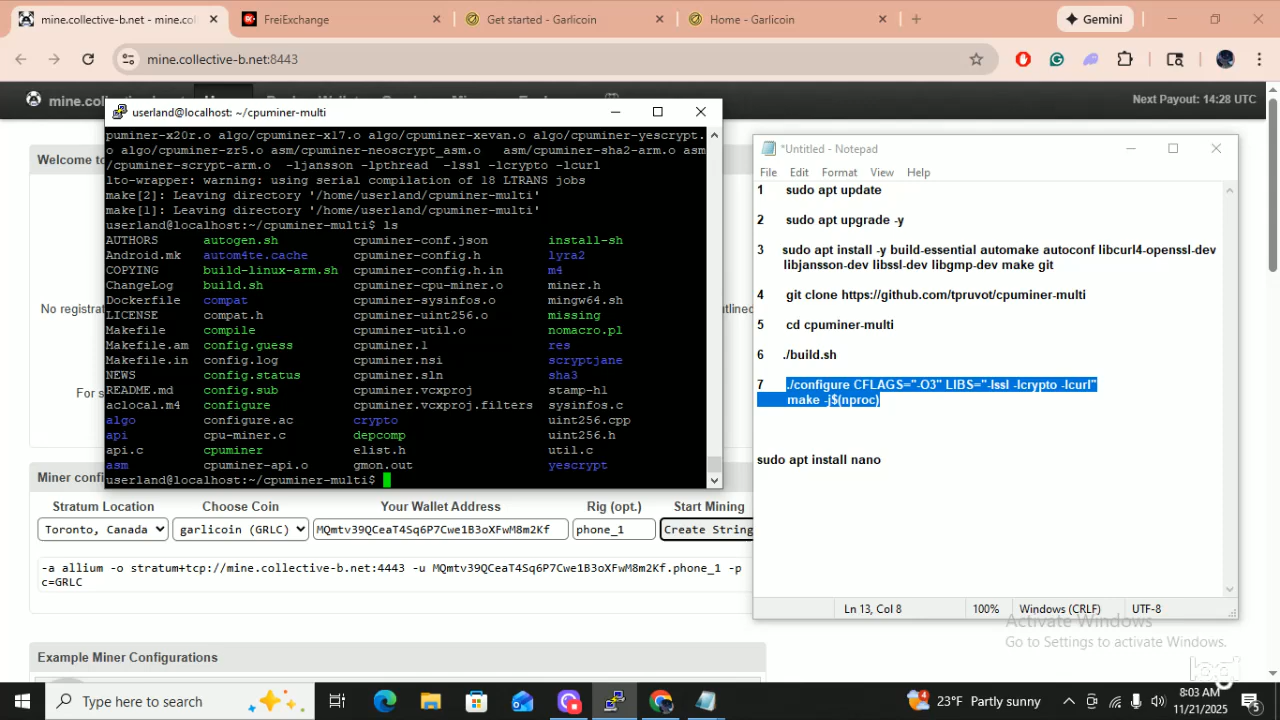 mine.collective-b.net - mine.c
FreiExchange
Get started - Garlicoin
Home - Garlicoin
Gemini
mine.collective-b.net:8443
Next Payout: 14:28 UTC
userland@localhost: ~/cpuminer-multi
puminer-x20r.o algo/cpuminer-x17.o algo/cpuminer-xevan.o algo/cpuminer-yescrypt.
o algo/cpuminer-zr5.o asm/cpuminer-neoscrypt_asm.o   asm/cpuminer-sha2-arm.o asm
/cpuminer-scrypt-arm.o  -ljansson -lpthread  -lssl -lcrypto -lcurl
lto-wrapper: warning: using serial compilation of 18 LTRANS jobs
make[2]: Leaving directory '/home/userland/cpuminer-multi'
make[1]: Leaving directory '/home/userland/cpuminer-multi'
userland@localhost:~/cpuminer-multi$ ls
AUTHORS autogen.sh cpuminer-conf.json install-sh
Android.mk autom4te.cache cpuminer-config.h lyra2
COPYING build-linux-arm.sh cpuminer-config.h.in m4
ChangeLog build.sh cpuminer-cpu-miner.o miner.h
Dockerfile compat cpuminer-sysinfos.o mingw64.sh
LICENSE compat.h cpuminer-uint256.o missing
Makefile compile cpuminer-util.o nomacro.pl
Makefile.am config.guess cpuminer.1 res
Makefile.in config.log cpuminer.nsi scryptjane
NEWS config.status cpuminer.sln sha3
README.md config.sub cpuminer.vcxproj stamp-h1
aclocal.m4 configure cpuminer.vcxproj.filters sysinfos.c
algo configure.ac crypto uint256.cpp
api cpu-miner.c depcomp uint256.h
api.c cpuminer elist.h util.c
asm cpuminer-api.o gmon.out yescrypt
userland@localhost:~/cpuminer-multi$
*Untitled - Notepad
File Edit Format View Help
1 sudo apt update
2 sudo apt upgrade -y
3 sudo apt install -y build-essential automake autoconf libcurl4-openssl-dev
libjansson-dev libssl-dev libgmp-dev make git
4 git clone https://github.com/tpruvot/cpuminer-multi
5 cd cpuminer-multi
6 ./build.sh
7 ./configure CFLAGS="-O3" LIBS="-lssl -lcrypto -lcurl"
make -j$(nproc)
sudo apt install nano
Ln 13, Col 8 100% Windows (CRLF) UTF-8
Activate Windows
Go to Settings to activate Windows.
Welcome to
No registrat
For s
Miner confi
Stratum Location Choose Coin Your Wallet Address Rig (opt.) Start Mining
Toronto, Canada garlicoin (GRLC) MQmtv39QCeaT4Sq6P7Cwe1B3oXFwM8m2Kf phone_1 Create String
-a allium -o stratum+tcp://mine.collective-b.net:4443 -u MQmtv39QCeaT4Sq6P7Cwe1B3oXFwM8m2Kf.phone_1 -p
c=GRLC
Example Miner Configurations
Type here to search
23°F Partly sunny
8:03 AM
11/21/2025
5